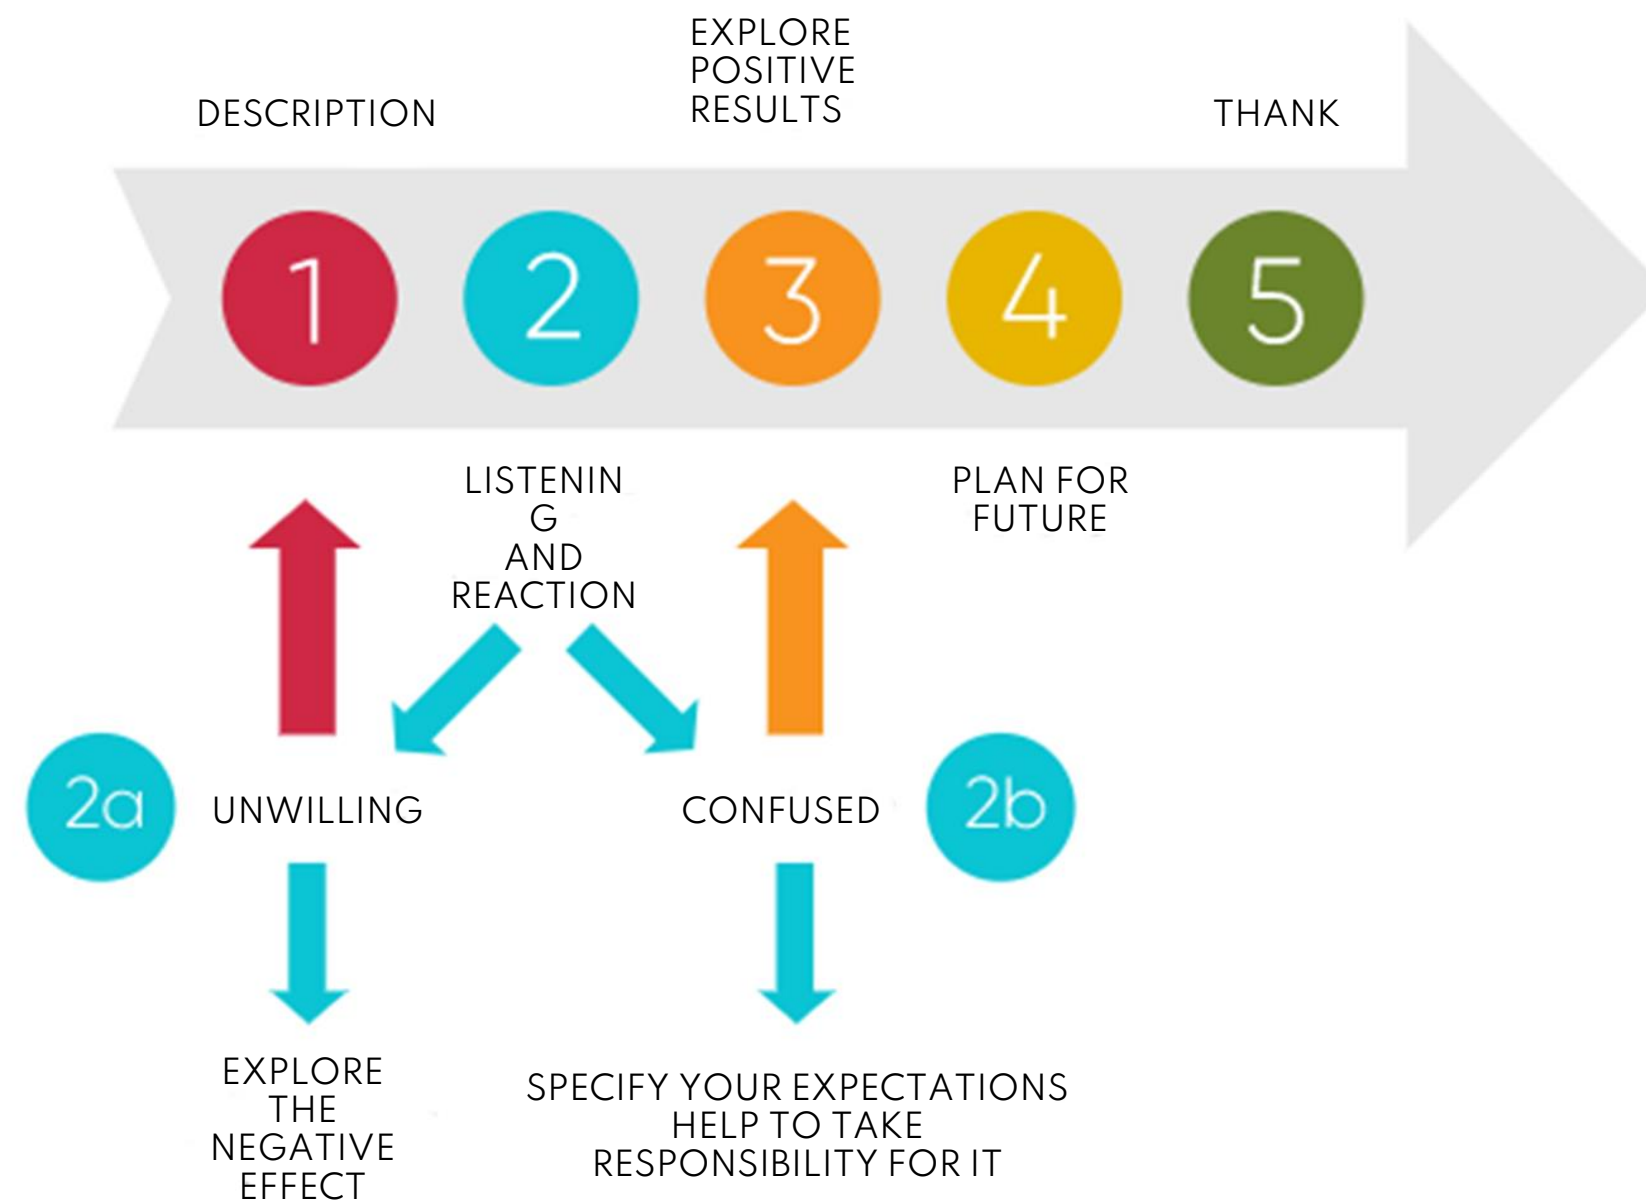 EXPLORE
POSITIVE
RESULTS
DESCRIPTION
THANK
1
2
3
4
5
LISTENIN
G
AND
REACTION
PLAN FOR
FUTURE
2a
UNWILLING
CONFUSED
2b
EXPLORE
THE
NEGATIVE
EFFECT
SPECIFY YOUR EXPECTATIONS
HELP TO TAKE
RESPONSIBILITY FOR IT